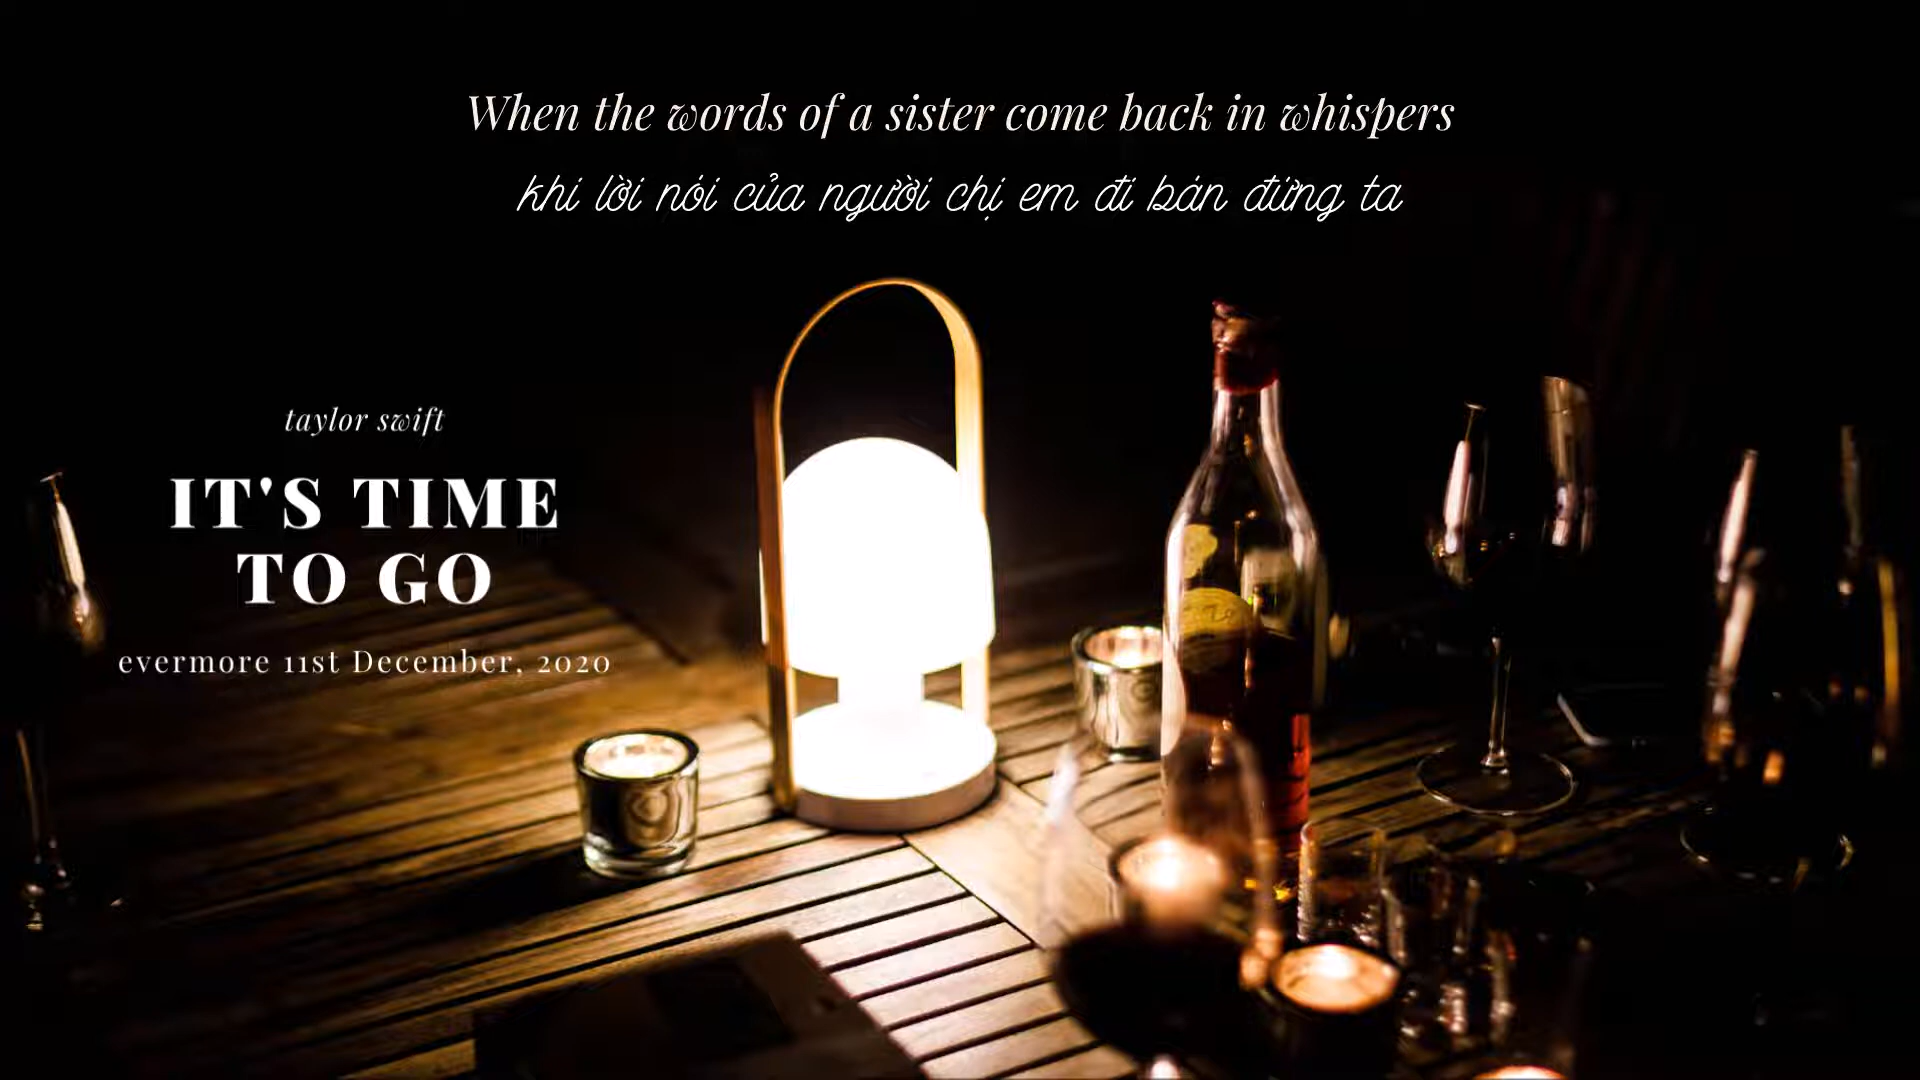 When the words of a sister come back in whispers
khi lời nói của người chị em đi bán đứng ta
taylor swift
IT'S TIME
TO GO
evermore 11st December, 2020